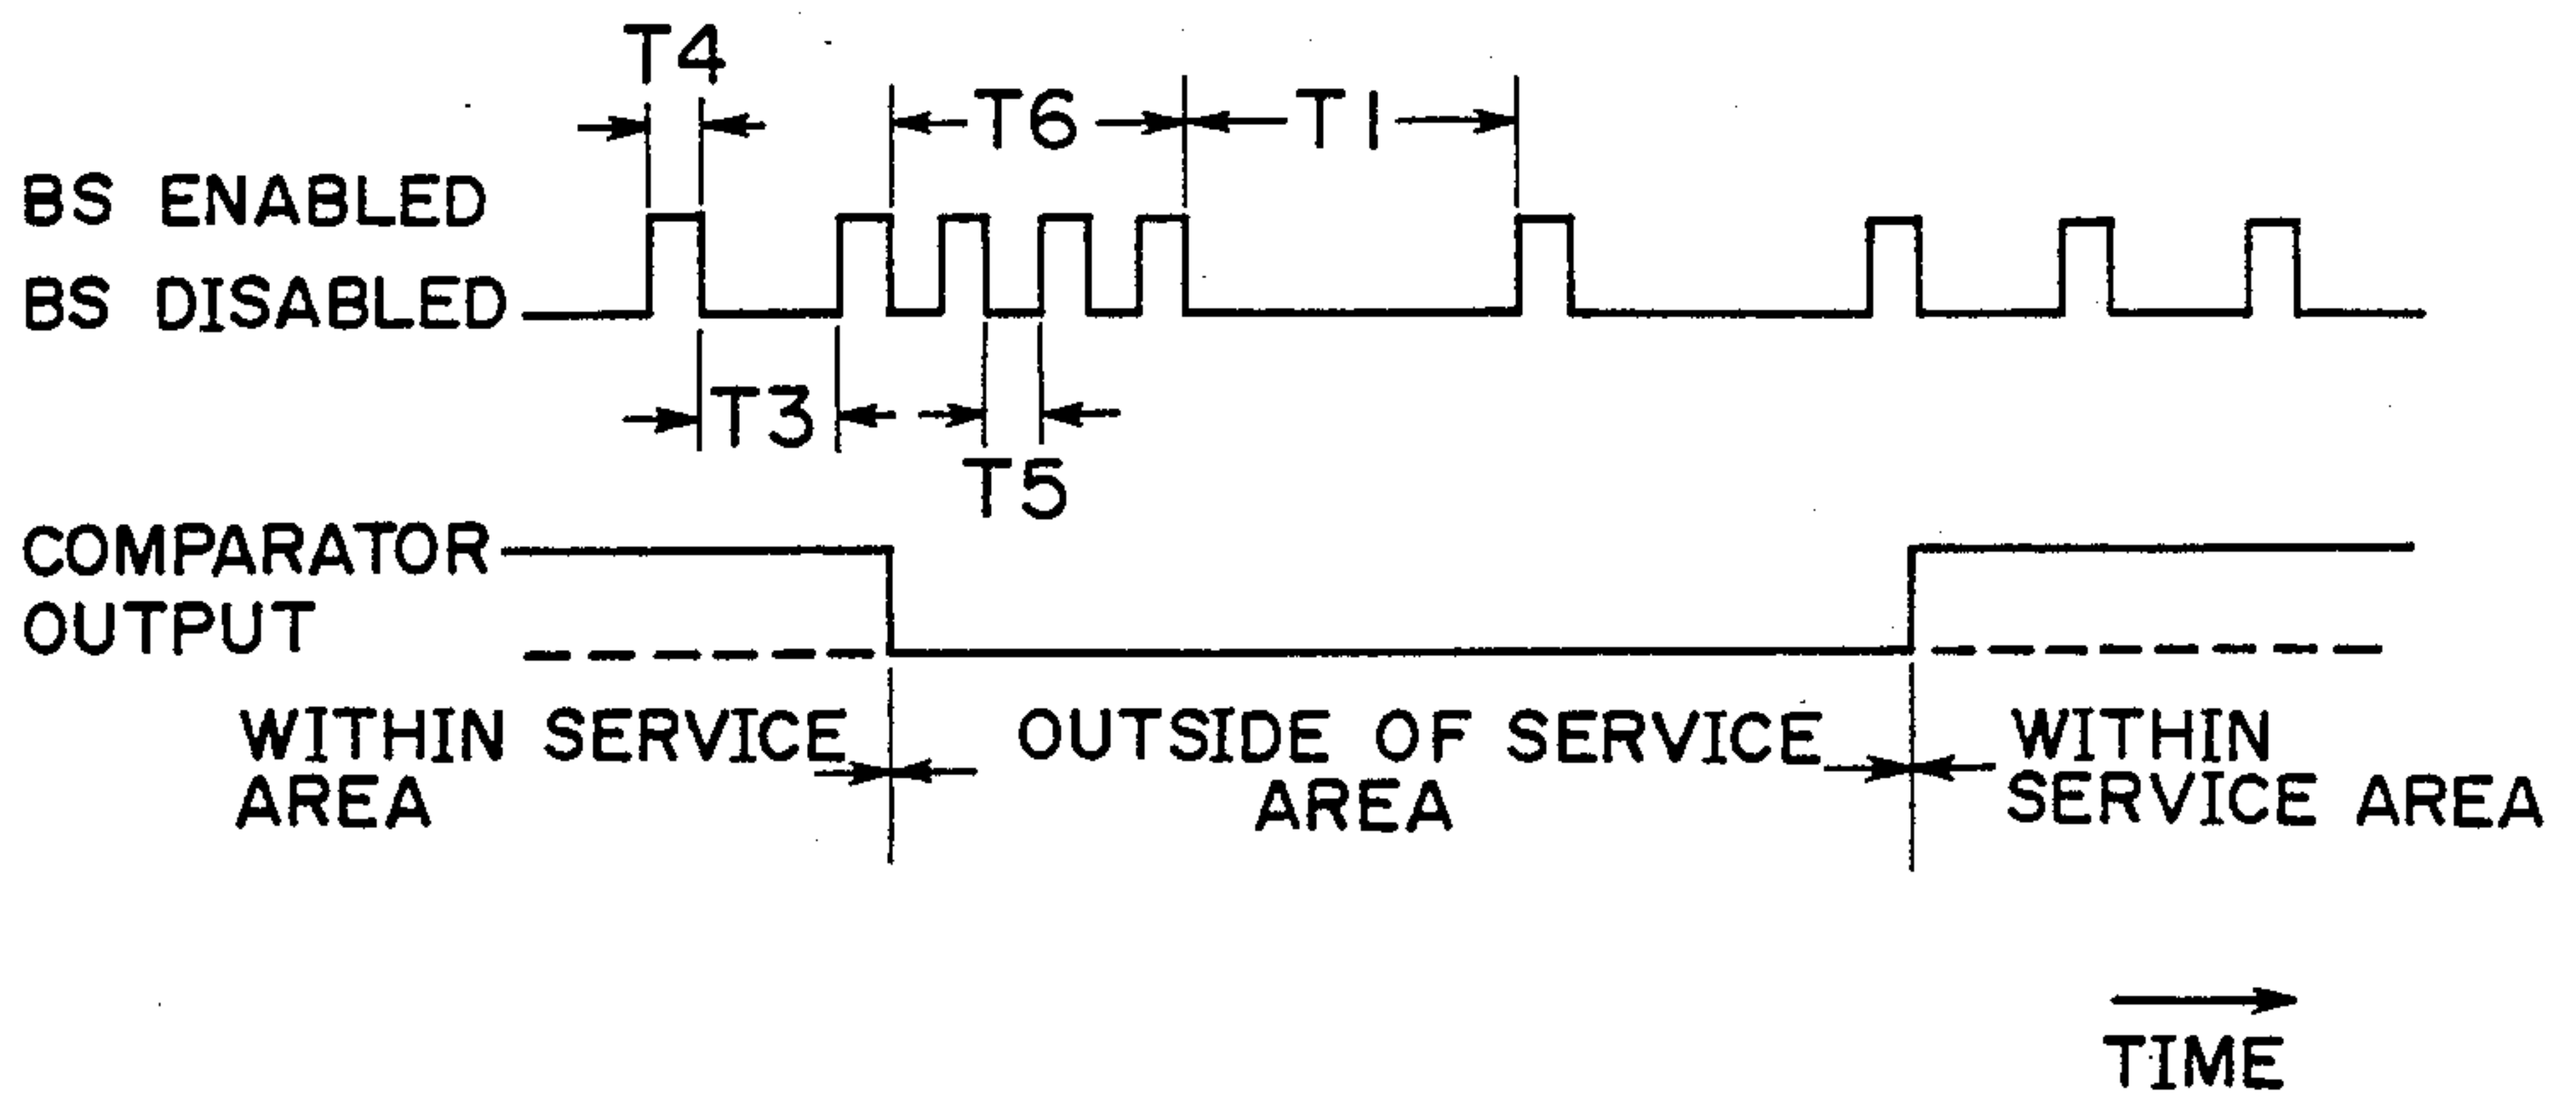 T4
T6
T1
BS ENABLED
BS DISABLED
T3
T5
COMPARATOR
OUTPUT
WITHIN SERVICE
AREA
OUTSIDE OF SERVICE
AREA
WITHIN
SERVICE AREA
TIME